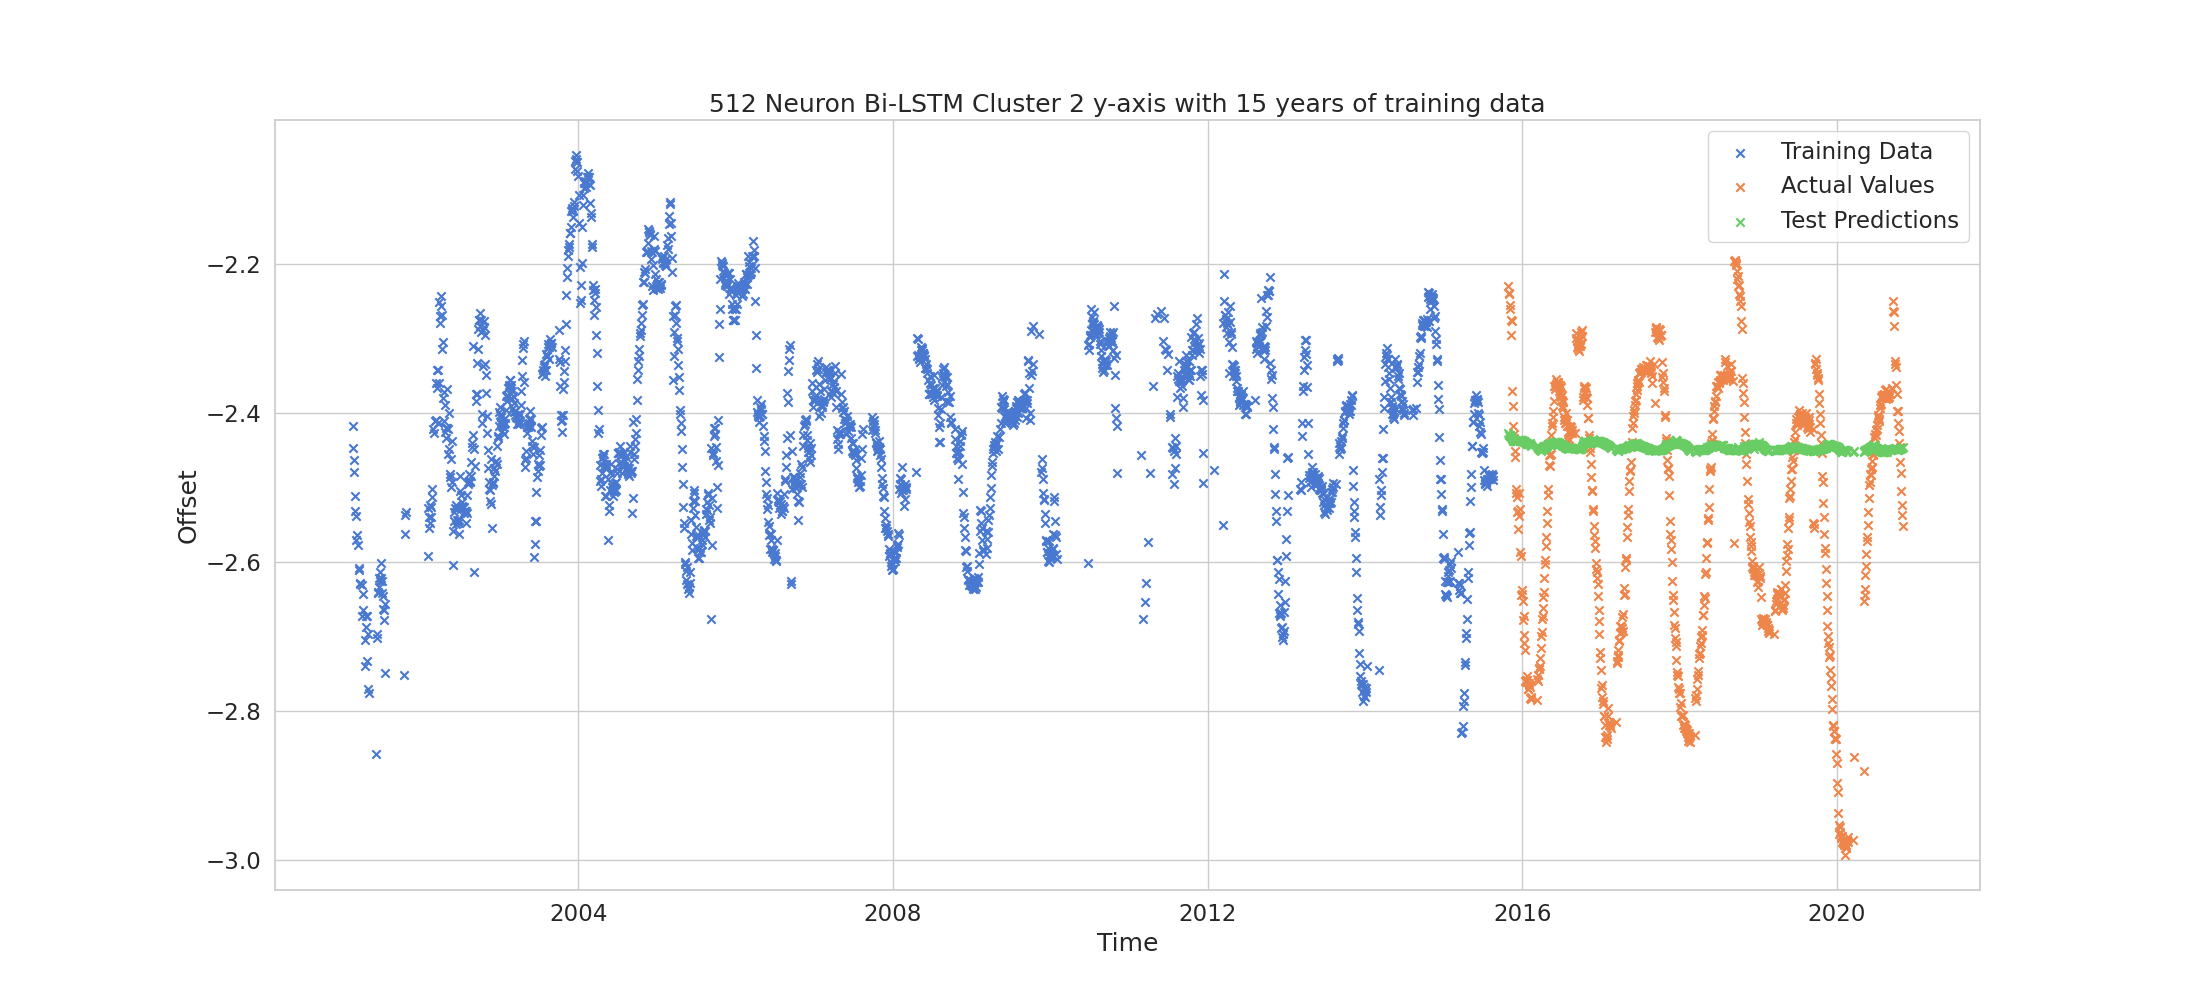 512 Neuron Bi-LSTM Cluster 2 y-axis with 15 years of training data
Training Data
Actual Values
Test Predictions
−2.2
−2.4
−2.6
−2.8
−3.0
Offset
2004
2008
2012
2016
2020
Time